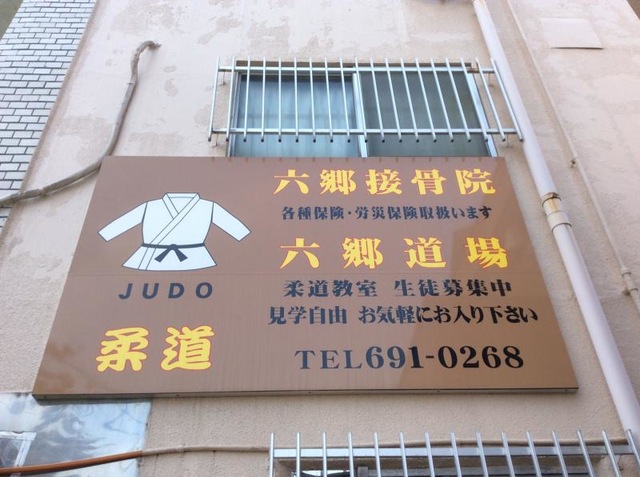 六郷接骨院
各種保険・労災保険取扱います
六郷道場
柔道教室 生徒募集中
見学自由 お気軽にお入り下さい
TEL691-0268
JUDO
柔道